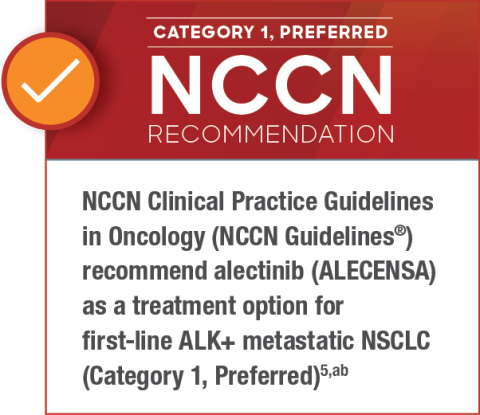 CATEGORY 1, PREFERRED
NCCN
RECOMMENDATION
NCCN Clinical Practice Guidelines
in Oncology (NCCN Guidelines®)
recommend alectinib (ALECENSA)
as a treatment option for
first-line ALK+ metastatic NSCLC
(Category 1, Preferred)⁵,ᵃᵇ